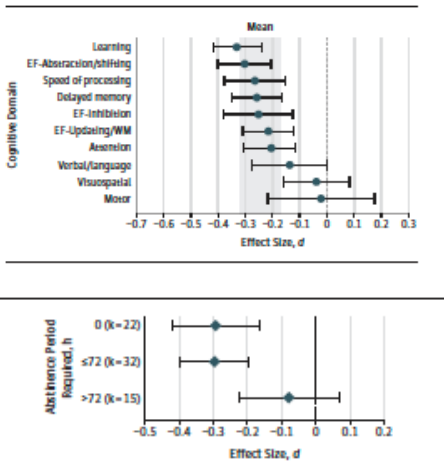 Mean
Cognitive Domain
Learning
EF-Abstraction/shifting
Speed of processing
Delayed memory
EF-Inhibition
EF-Updating/WM
Attention
Verbal/language
Visuospatial
Motor
−0.7 −0.6 −0.5 −0.4 −0.3 −0.2 −0.1 0 0.1 0.2 0.3
Effect Size, d
Abstinence Period
Required, h
0 (k=22)
≤72 (k=32)
>72 (k=15)
−0.5 −0.4 −0.3 −0.2 −0.1 0 0.1 0.2
Effect Size, d